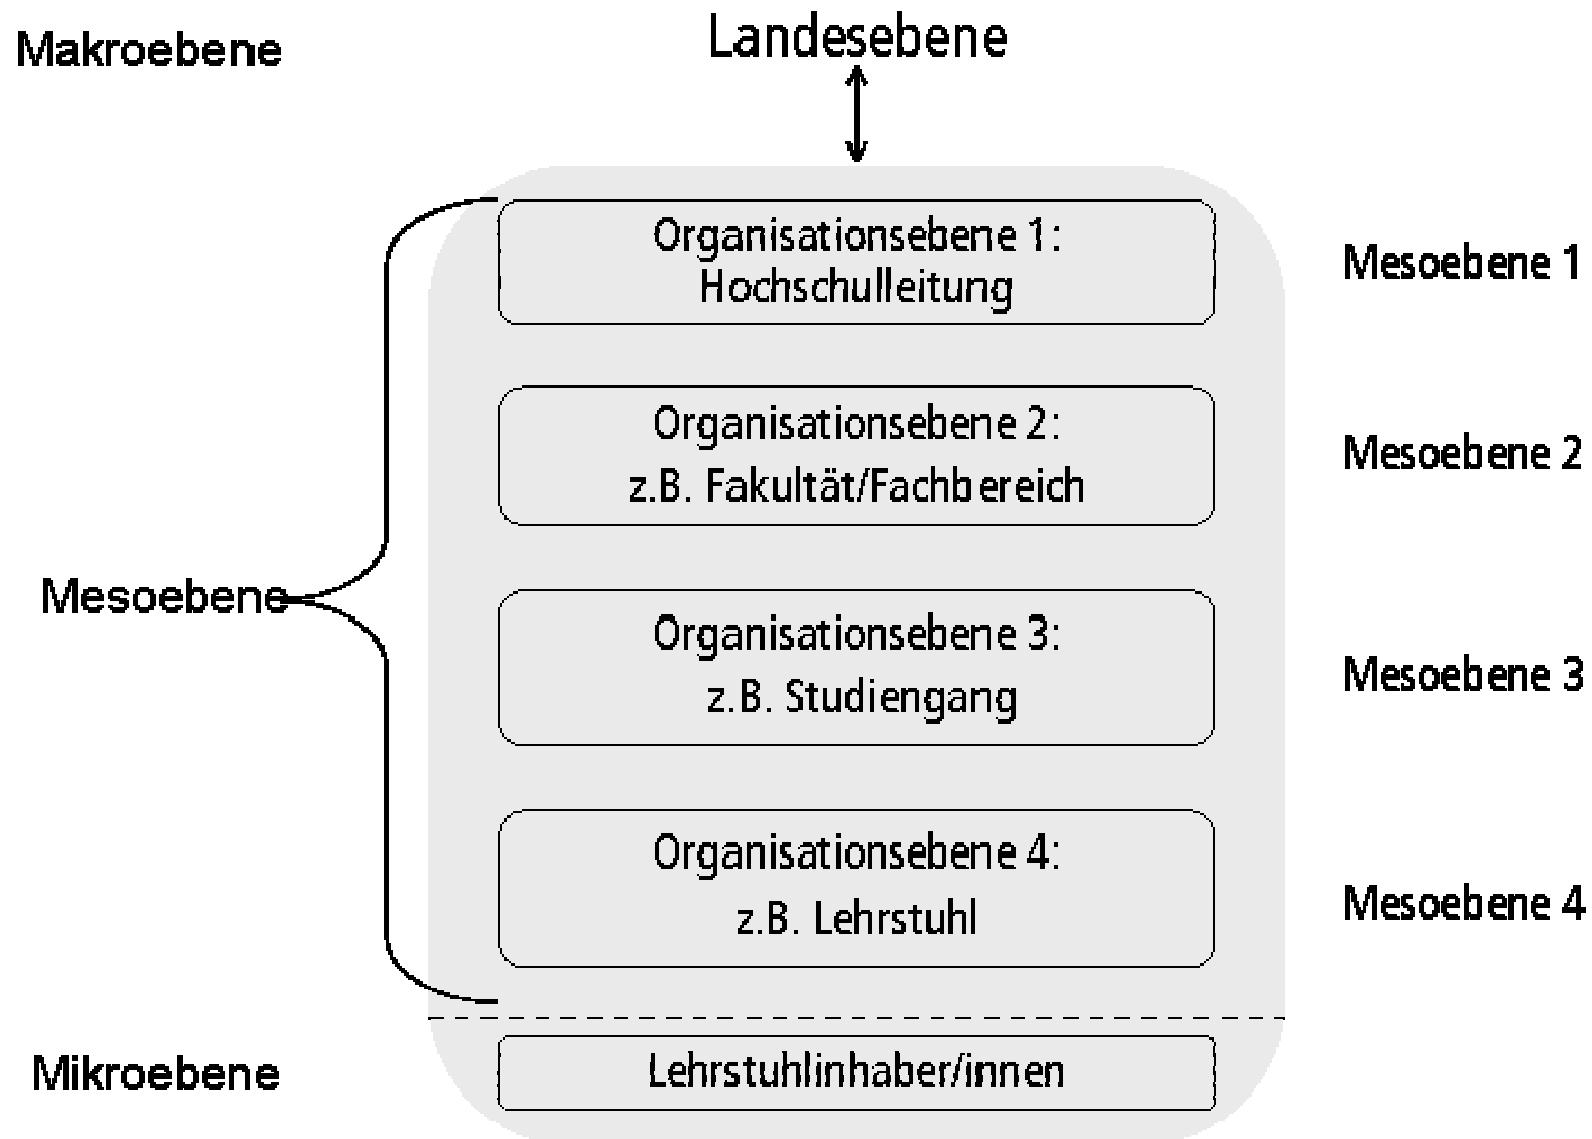 Makroebene
Landesebene
Organisationsebene 1:
Hochschulleitung
Mesoebene 1
Organisationsebene 2:
z.B. Fakultät/Fachbereich
Mesoebene 2
Mesoebene
Organisationsebene 3:
z.B. Studiengang
Mesoebene 3
Organisationsebene 4:
z.B. Lehrstuhl
Mesoebene 4
Mikroebene
Lehrstuhlinhaber/innen